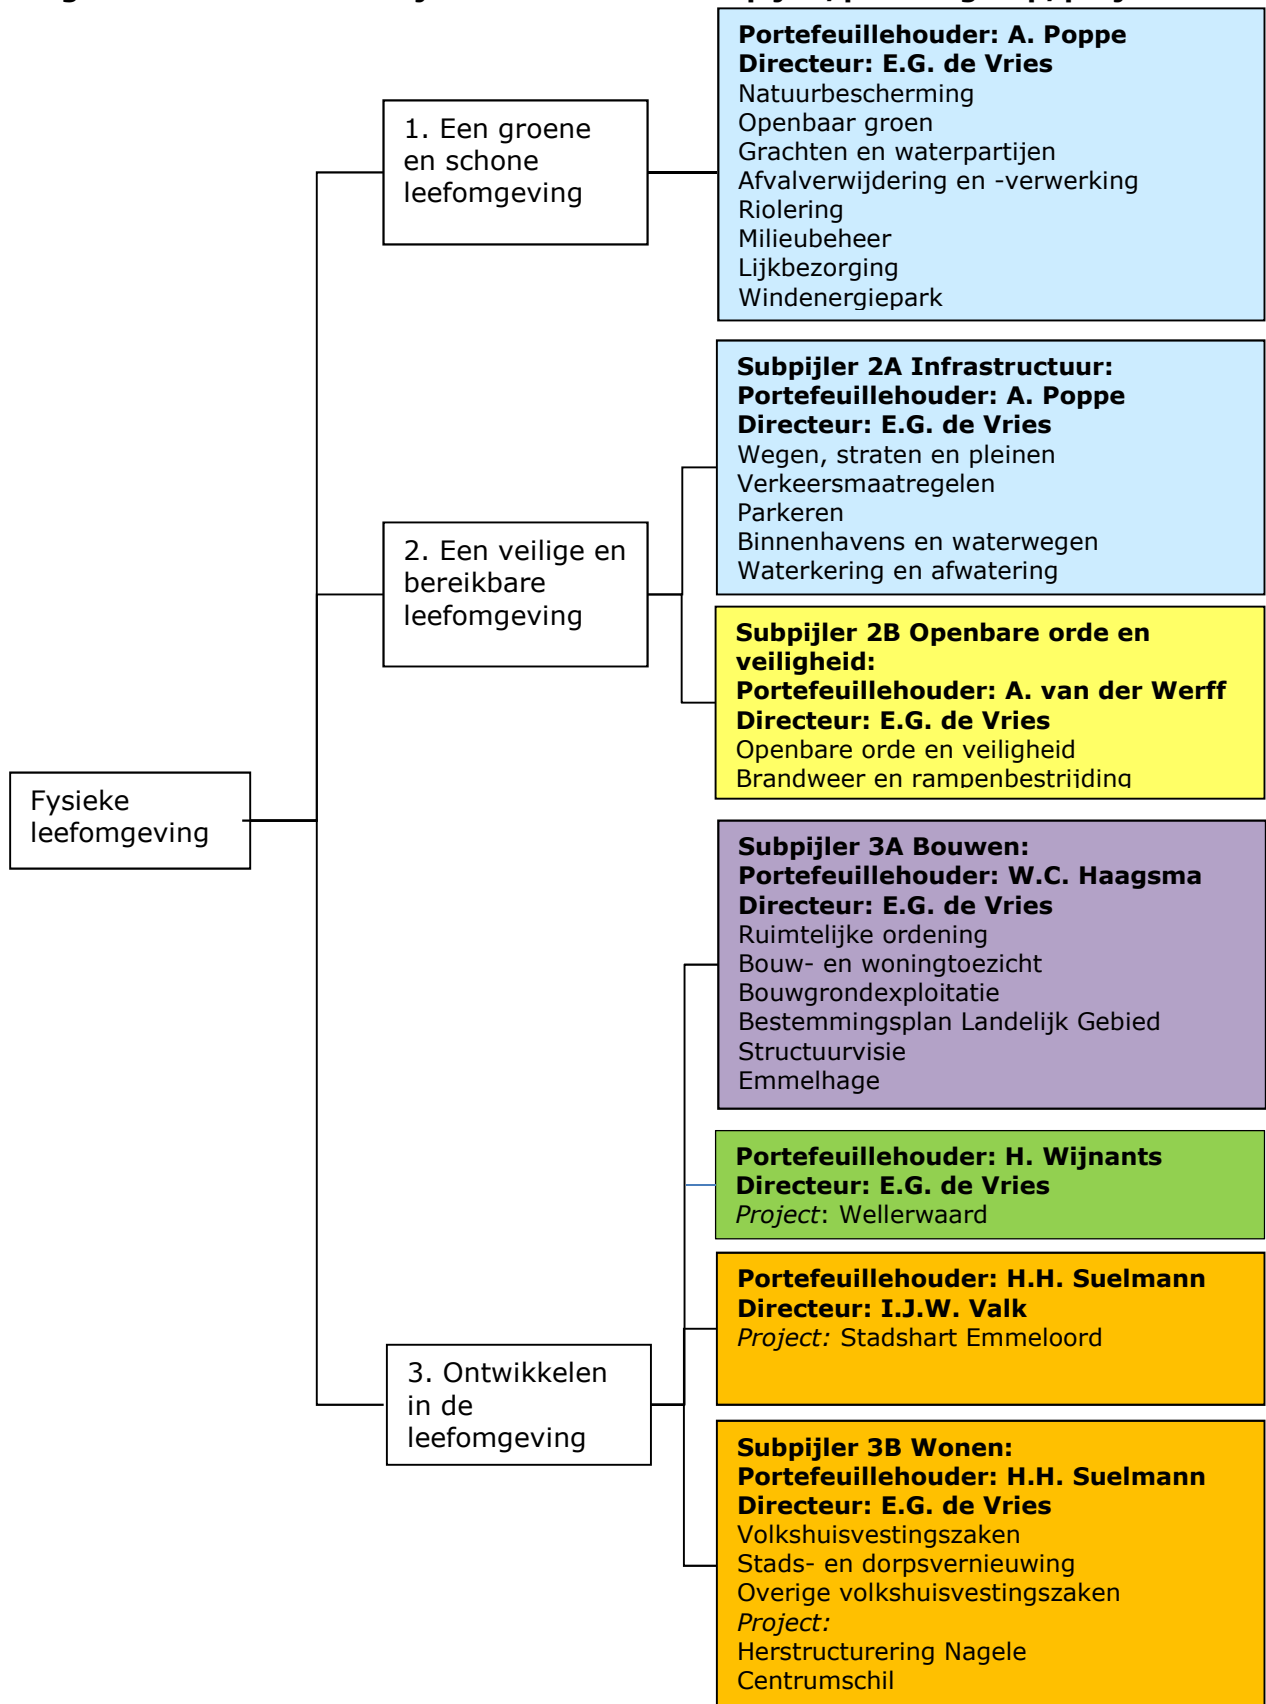 Fysieke
leefomgeving
1. Een groene
en schone
leefomgeving
Portefeuillehouder: A. Poppe
Directeur: E.G. de Vries
Natuurbescherming
Openbaar groen
Grachten en waterpartijen
Afvalverwijdering en -verwerking
Riolering
Milieubeheer
Lijkbezorging
Windenergiepark
2. Een veilige en
bereikbare
leefomgeving
Subpijler 2A Infrastructuur:
Portefeuillehouder: A. Poppe
Directeur: E.G. de Vries
Wegen, straten en pleinen
Verkeersmaatregelen
Parkeren
Binnenhavens en waterwegen
Waterkering en afwatering
Subpijler 2B Openbare orde en
veiligheid:
Portefeuillehouder: A. van der Werff
Directeur: E.G. de Vries
Openbare orde en veiligheid
Brandweer en rampenbestrijding
3. Ontwikkelen
in de
leefomgeving
Subpijler 3A Bouwen:
Portefeuillehouder: W.C. Haagsma
Directeur: E.G. de Vries
Ruimtelijke ordening
Bouw- en woningtoezicht
Bouwgrondexploitatie
Bestemmingsplan Landelijk Gebied
Structuurvisie
Emmelhage
Portefeuillehouder: H. Wijnants
Directeur: E.G. de Vries
Project: Wellerwaard
Portefeuillehouder: H.H. Suelmann
Directeur: I.J.W. Valk
Project: Stadshart Emmeloord
Subpijler 3B Wonen:
Portefeuillehouder: H.H. Suelmann
Directeur: E.G. de Vries
Volkshuisvestingszaken
Stads- en dorpsvernieuwing
Overige volkshuisvestingszaken
Project:
Herstructurering Nagele
Centrumschil